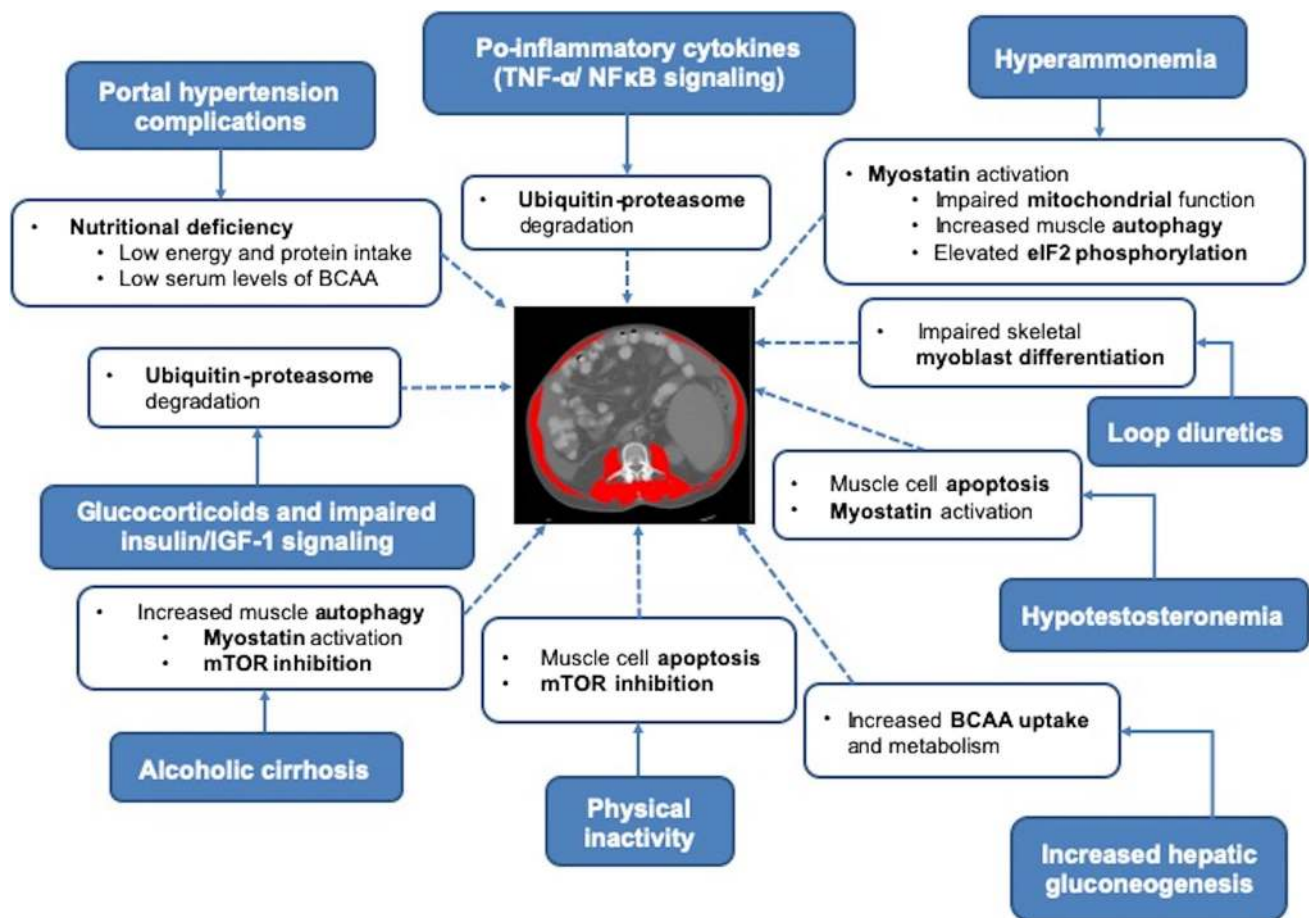 Po-inflammatory cytokines
(TNF-α/ NFκB signaling)
Hyperammonemia
Portal hypertension
complications
• Myostatin activation
• Impaired mitochondrial function
• Increased muscle autophagy
• Elevated eIF2 phosphorylation
• Ubiquitin-proteasome
degradation
• Nutritional deficiency
• Low energy and protein intake
• Low serum levels of BCAA
• Impaired skeletal
myoblast differentiation
• Ubiquitin-proteasome
degradation
Loop diuretics
• Muscle cell apoptosis
• Myostatin activation
Glucocorticoids and impaired
insulin/IGF-1 signaling
Hypotestosteronemia
• Increased muscle autophagy
• Myostatin activation
• mTOR inhibition
• Muscle cell apoptosis
• mTOR inhibition
• Increased BCAA uptake
and metabolism
Alcoholic cirrhosis
Physical
inactivity
Increased hepatic
gluconeogenesis